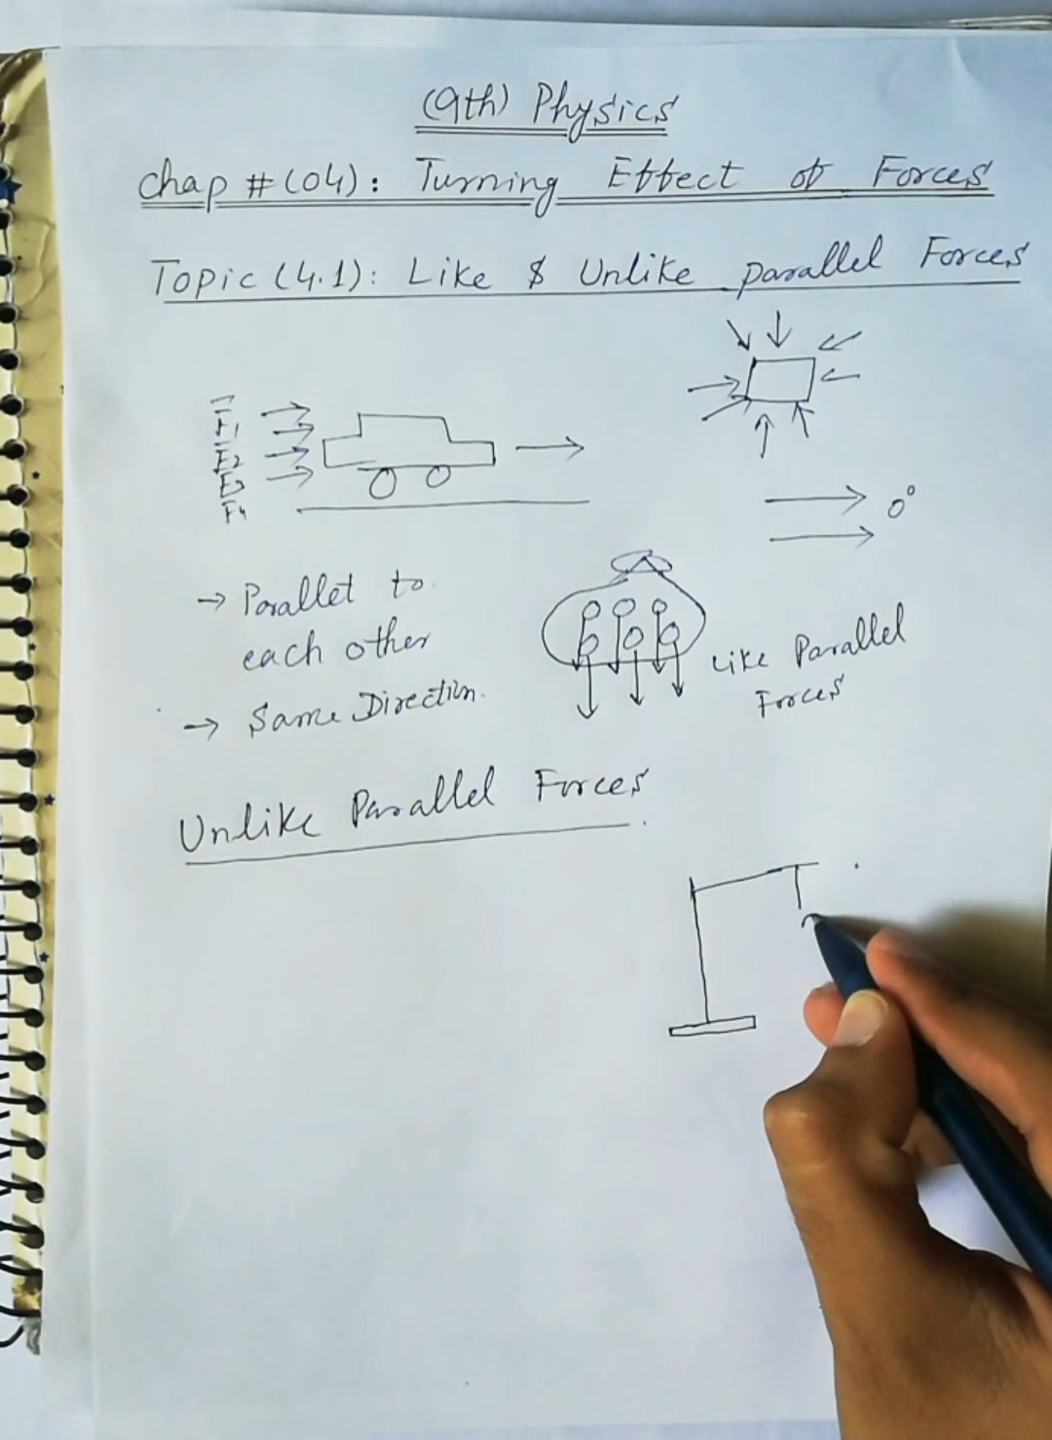 (9th) Physics
Chap # (04): Turning Effect of Forces
Topic (4.1): Like & Unlike parallel Forces
F1
F2
F3
F4
0°
→ Parallel to
each other
→ Same Direction.
Like Parallel
Forces
Unlike Parallel Forces.